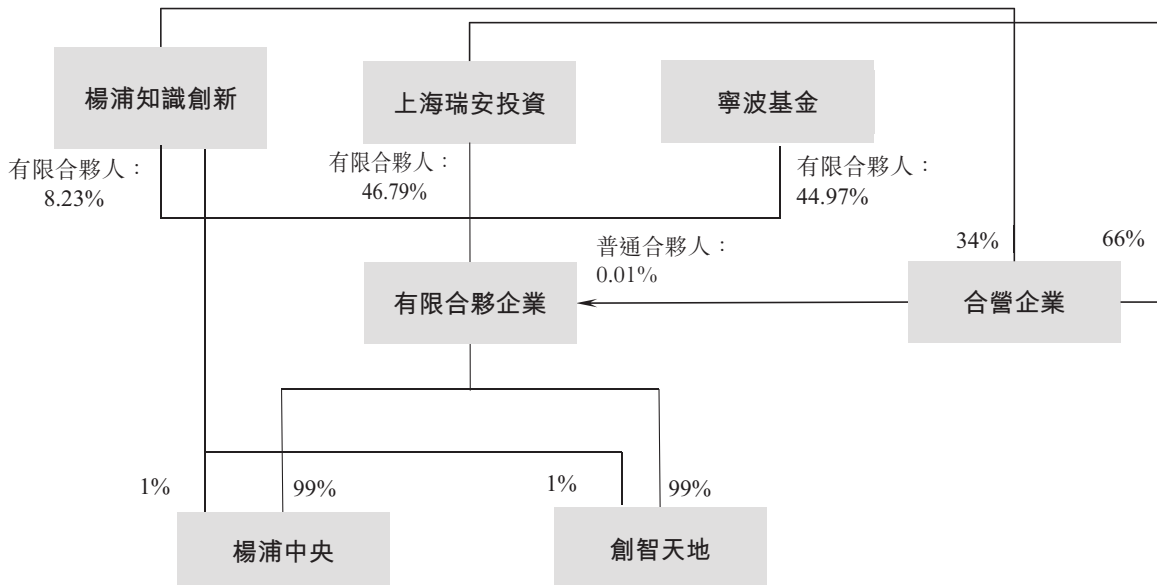 楊浦知識創新
上海瑞安投資
寧波基金
有限合夥人：
8.23%
有限合夥人：
46.79%
有限合夥人：
44.97%
普通合夥人：
0.01%
34%
66%
有限合夥企業
合營企業
1%
99%
1%
99%
楊浦中央
創智天地